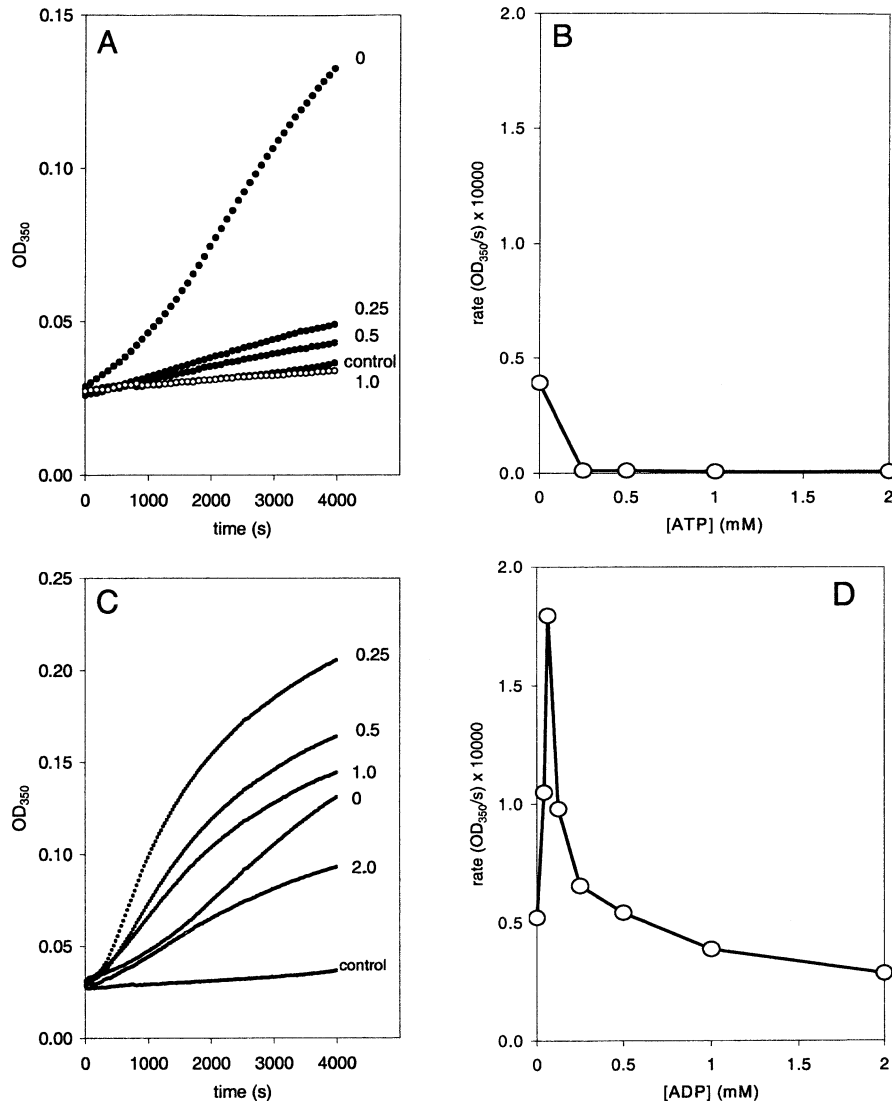 A
0.15
0.10
0.05
0.00
OD350
0
0.25
0.5
control
1.0
0 1000 2000 3000 4000
time (s)
B
2.0
1.5
1.0
0.5
0.0
rate (OD350/s) x 10000
0 0.5 1 1.5 2
[ATP] (mM)
C
0.25
0.20
0.15
0.10
0.05
0.00
OD350
0.25
0.5
1.0
0
2.0
control
0 1000 2000 3000 4000
time (s)
D
2.0
1.5
1.0
0.5
0.0
rate (OD350/s) x 10000
0 0.5 1 1.5 2
[ADP] (mM)